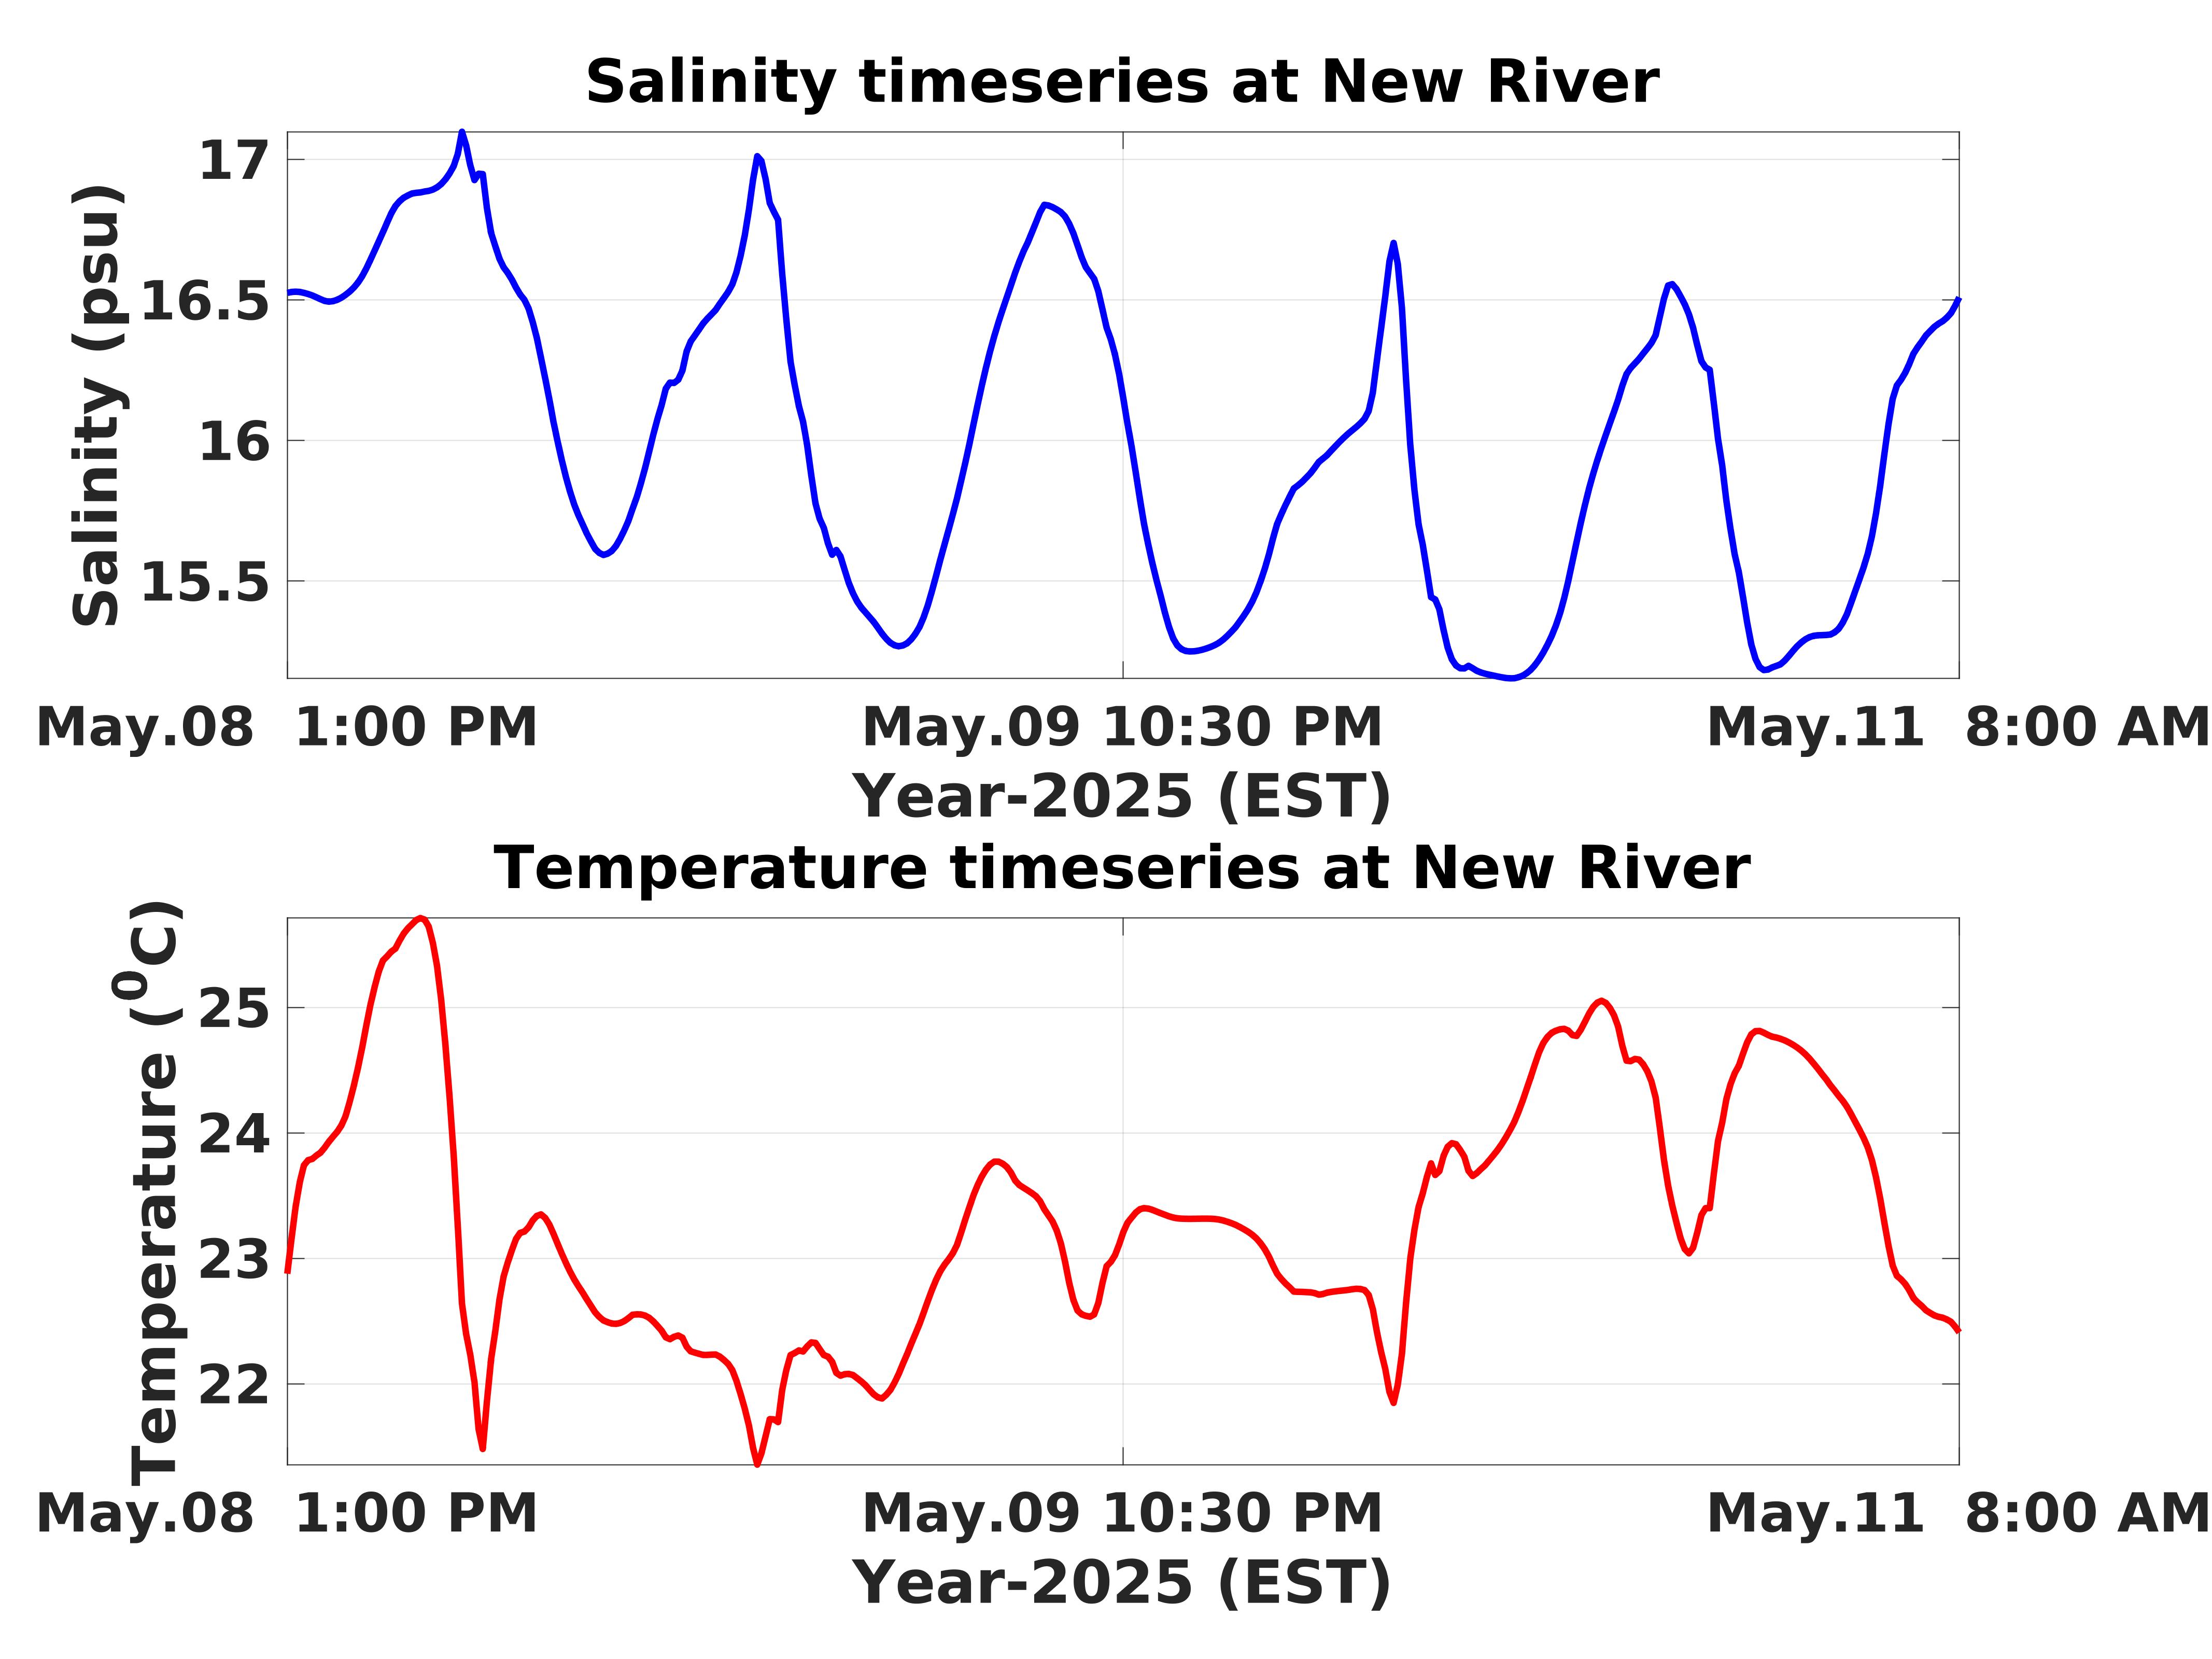 Salinity timeseries at New River
17
16.5
16
15.5
Salinity (psu)
May.08  1:00 PM
May.09 10:30 PM
May.11  8:00 AM
Year-2025 (EST)
Temperature timeseries at New River
25
24
23
22
Temperature (⁰C)
May.08  1:00 PM
May.09 10:30 PM
May.11  8:00 AM
Year-2025 (EST)